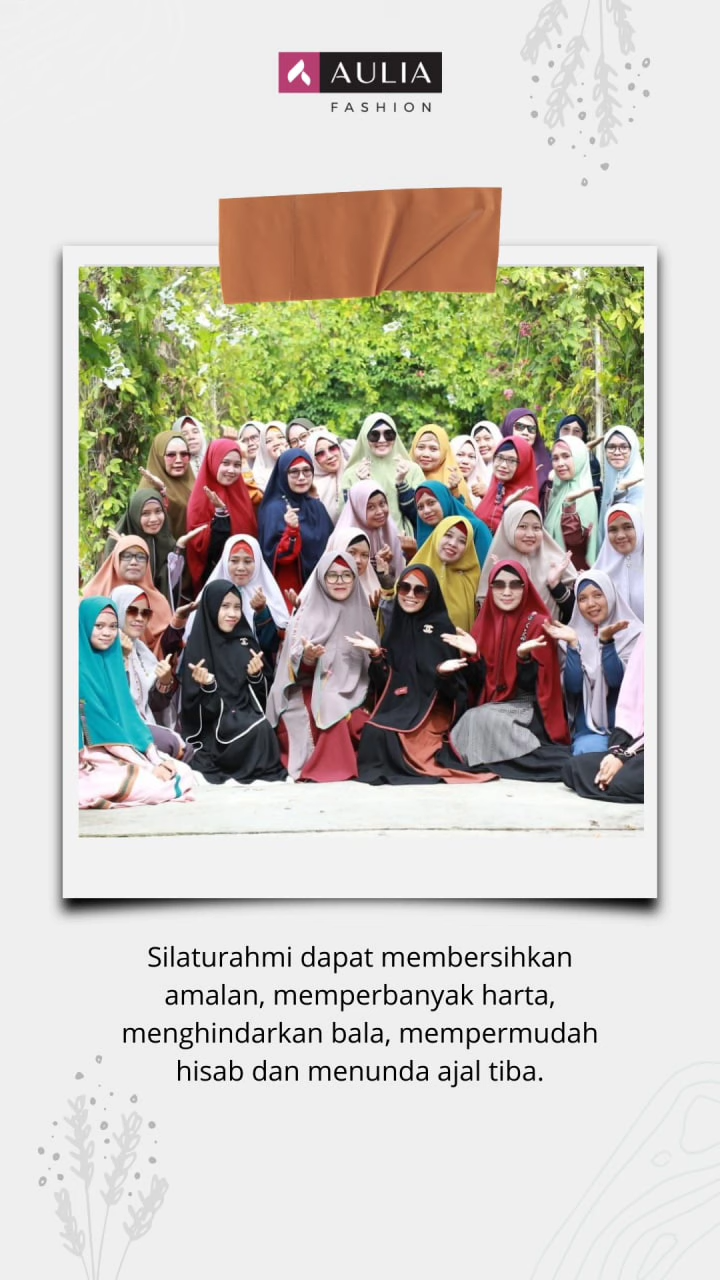 AULIA
FASHION
Silaturahmi dapat membersihkan
amalan, memperbanyak harta,
menghindarkan bala, mempermudah
hisab dan menunda ajal tiba.